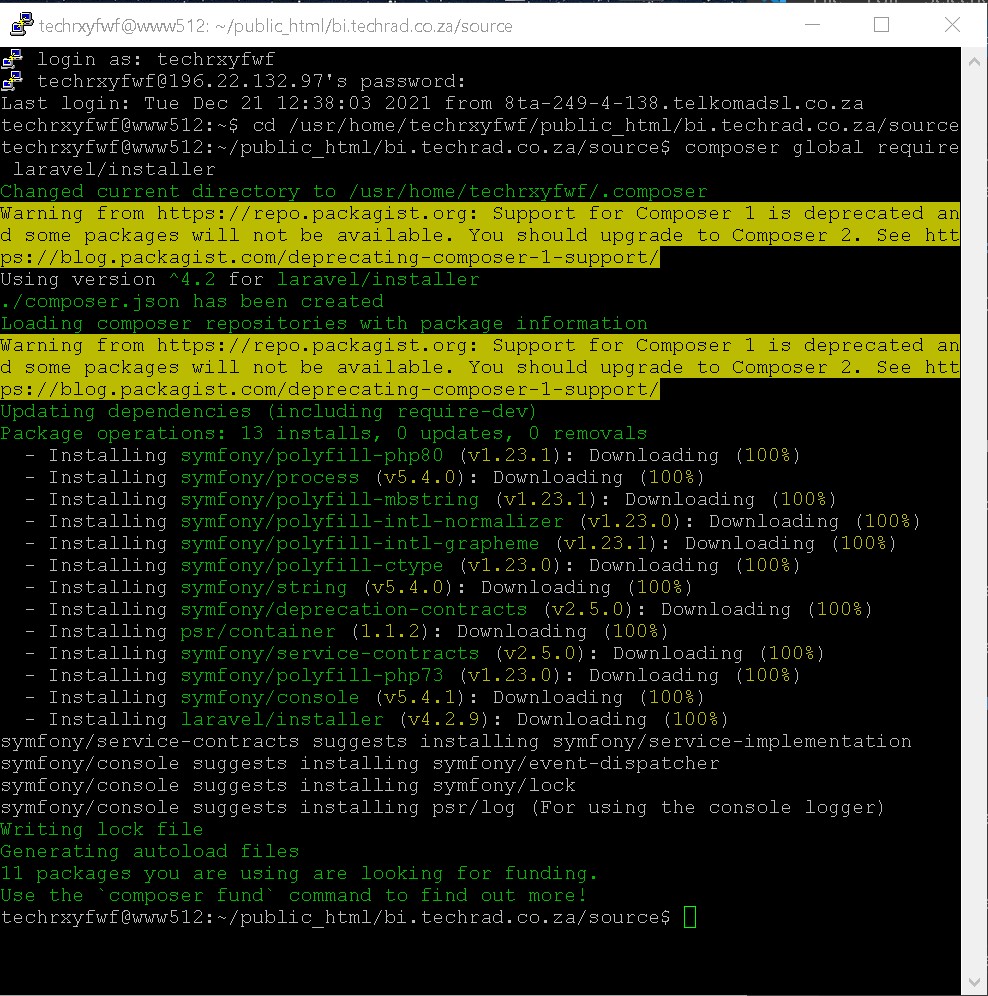 techrxyfwf@www512: ~/public_html/bi.techrad.co.za/source
login as: techrxyfwf
techrxyfwf@196.22.132.97's password:
Last login: Tue Dec 21 12:38:03 2021 from 8ta-249-4-138.telkomadsl.co.za
techrxyfwf@www512:~$ cd /usr/home/techrxyfwf/public_html/bi.techrad.co.za/source
techrxyfwf@www512:~/public_html/bi.techrad.co.za/source$ composer global require
 laravel/installer
Changed current directory to /usr/home/techrxyfwf/.composer
Warning from https://repo.packagist.org: Support for Composer 1 is deprecated an
d some packages will not be available. You should upgrade to Composer 2. See htt
ps://blog.packagist.com/deprecating-composer-1-support/
Using version ^4.2 for laravel/installer
./composer.json has been created
Loading composer repositories with package information
Warning from https://repo.packagist.org: Support for Composer 1 is deprecated an
d some packages will not be available. You should upgrade to Composer 2. See htt
ps://blog.packagist.com/deprecating-composer-1-support/
Updating dependencies (including require-dev)
Package operations: 13 installs, 0 updates, 0 removals
  - Installing symfony/polyfill-php80 (v1.23.1): Downloading (100%)
  - Installing symfony/process (v5.4.0): Downloading (100%)
  - Installing symfony/polyfill-mbstring (v1.23.1): Downloading (100%)
  - Installing symfony/polyfill-intl-normalizer (v1.23.0): Downloading (100%)
  - Installing symfony/polyfill-intl-grapheme (v1.23.1): Downloading (100%)
  - Installing symfony/polyfill-ctype (v1.23.0): Downloading (100%)
  - Installing symfony/string (v5.4.0): Downloading (100%)
  - Installing symfony/deprecation-contracts (v2.5.0): Downloading (100%)
  - Installing psr/container (1.1.2): Downloading (100%)
  - Installing symfony/service-contracts (v2.5.0): Downloading (100%)
  - Installing symfony/polyfill-php73 (v1.23.0): Downloading (100%)
  - Installing symfony/console (v5.4.1): Downloading (100%)
  - Installing laravel/installer (v4.2.9): Downloading (100%)
symfony/service-contracts suggests installing symfony/service-implementation
symfony/console suggests installing symfony/event-dispatcher
symfony/console suggests installing symfony/lock
symfony/console suggests installing psr/log (For using the console logger)
Writing lock file
Generating autoload files
11 packages you are using are looking for funding.
Use the `composer fund` command to find out more!
techrxyfwf@www512:~/public_html/bi.techrad.co.za/source$